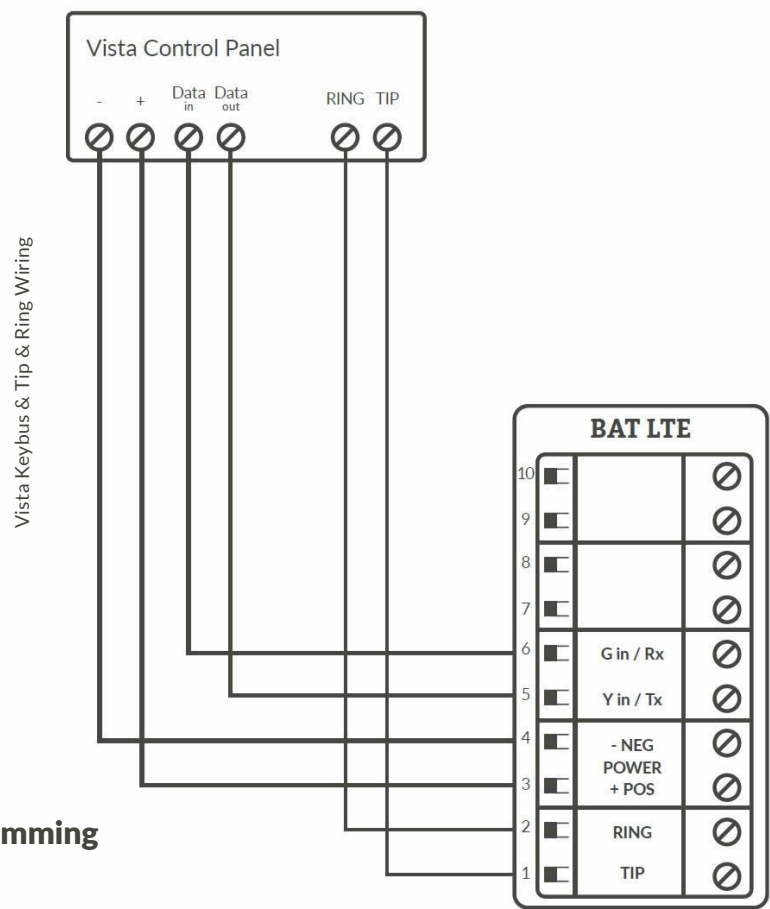 Vista Control Panel
- + Data in Data out RING TIP
Vista Keybus & Tip & Ring Wiring
BAT LTE
10
9
8
7
6 G in / Rx
5 Y in / Tx
4 - NEG
POWER
3 + POS
2 RING
1 TIP
mming